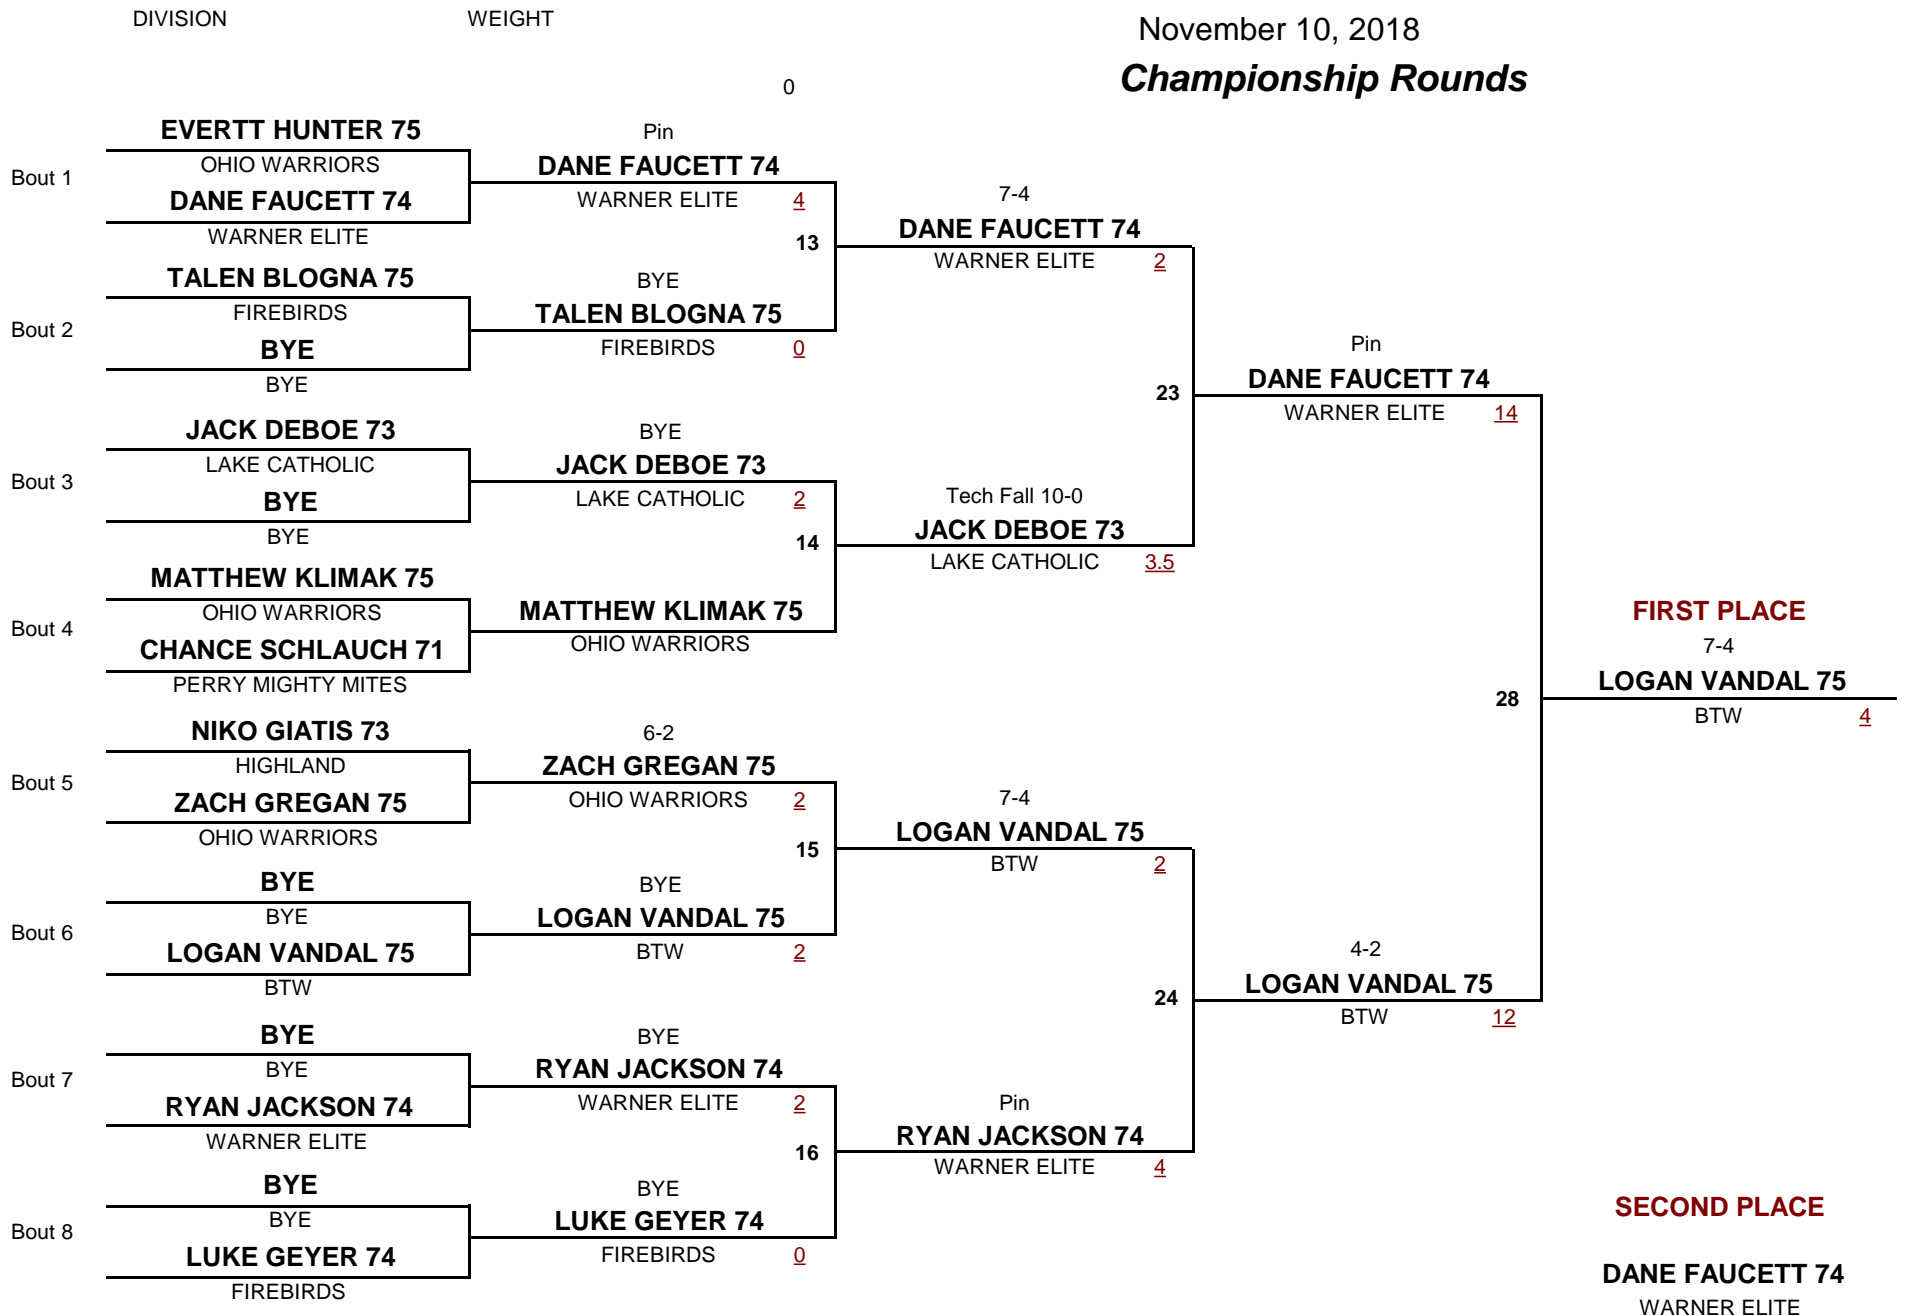 DIVISION WEIGHT
November 10, 2018
Championship Rounds
0
EVERTT HUNTER 75
Bout 1
OHIO WARRIORS
DANE FAUCETT 74
WARNER ELITE
TALEN BLOGNA 75
Bout 2
FIREBIRDS
BYE
BYE
JACK DEBOE 73
Bout 3
LAKE CATHOLIC
BYE
BYE
MATTHEW KLIMAK 75
Bout 4
OHIO WARRIORS
CHANCE SCHLAUCH 71
PERRY MIGHTY MITES
NIKO GIATIS 73
Bout 5
HIGHLAND
ZACH GREGAN 75
OHIO WARRIORS
BYE
Bout 6
BYE
LOGAN VANDAL 75
BTW
BYE
Bout 7
BYE
RYAN JACKSON 74
WARNER ELITE
BYE
Bout 8
BYE
LUKE GEYER 74
FIREBIRDS
Pin
DANE FAUCETT 74
WARNER ELITE 4
13
BYE
TALEN BLOGNA 75
FIREBIRDS 0
BYE
JACK DEBOE 73
LAKE CATHOLIC 2
14
MATTHEW KLIMAK 75
OHIO WARRIORS
6-2
ZACH GREGAN 75
OHIO WARRIORS 2
15
BYE
LOGAN VANDAL 75
BTW 2
BYE
RYAN JACKSON 74
WARNER ELITE 2
16
BYE
LUKE GEYER 74
FIREBIRDS 0
7-4
DANE FAUCETT 74
WARNER ELITE 2
23
Tech Fall 10-0
JACK DEBOE 73
LAKE CATHOLIC 3.5
7-4
LOGAN VANDAL 75
BTW 2
24
Pin
RYAN JACKSON 74
WARNER ELITE 4
Pin
DANE FAUCETT 74
WARNER ELITE 14
28
4-2
LOGAN VANDAL 75
BTW 12
FIRST PLACE
7-4
LOGAN VANDAL 75
BTW 4
SECOND PLACE
DANE FAUCETT 74
WARNER ELITE